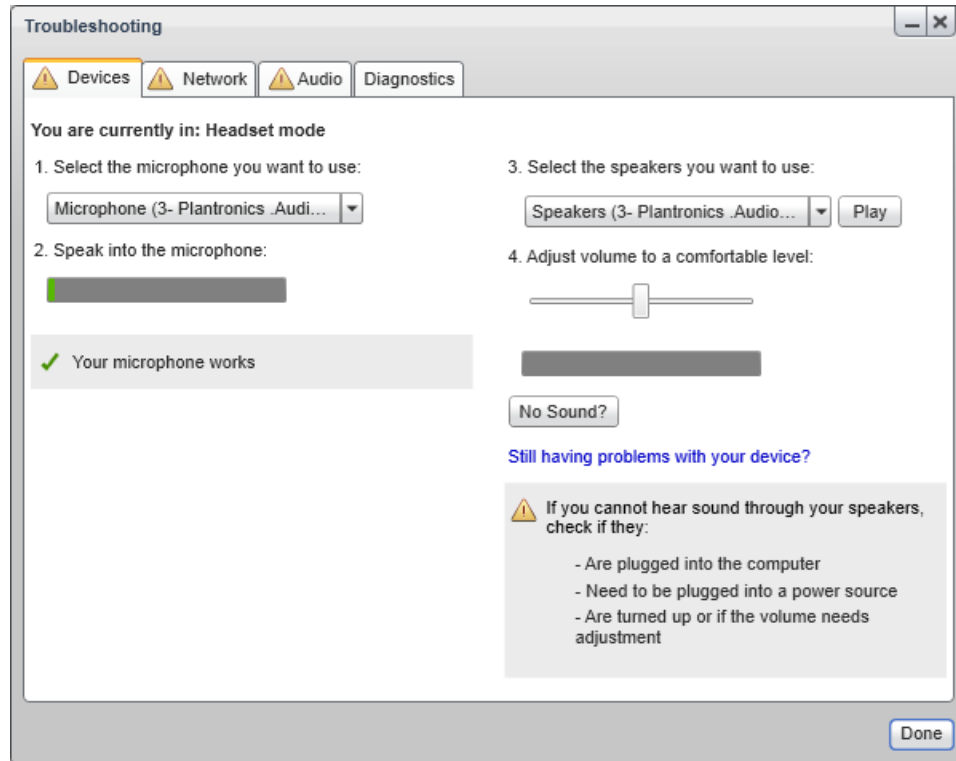 Troubleshooting
Devices
Network
Audio
Diagnostics
You are currently in: Headset mode
1. Select the microphone you want to use:
Microphone (3- Plantronics .Audi...
2. Speak into the microphone:
Your microphone works
3. Select the speakers you want to use:
Speakers (3- Plantronics .Audio...
Play
4. Adjust volume to a comfortable level:
No Sound?
Still having problems with your device?
If you cannot hear sound through your speakers,
check if they:
- Are plugged into the computer
- Need to be plugged into a power source
- Are turned up or if the volume needs
adjustment
Done